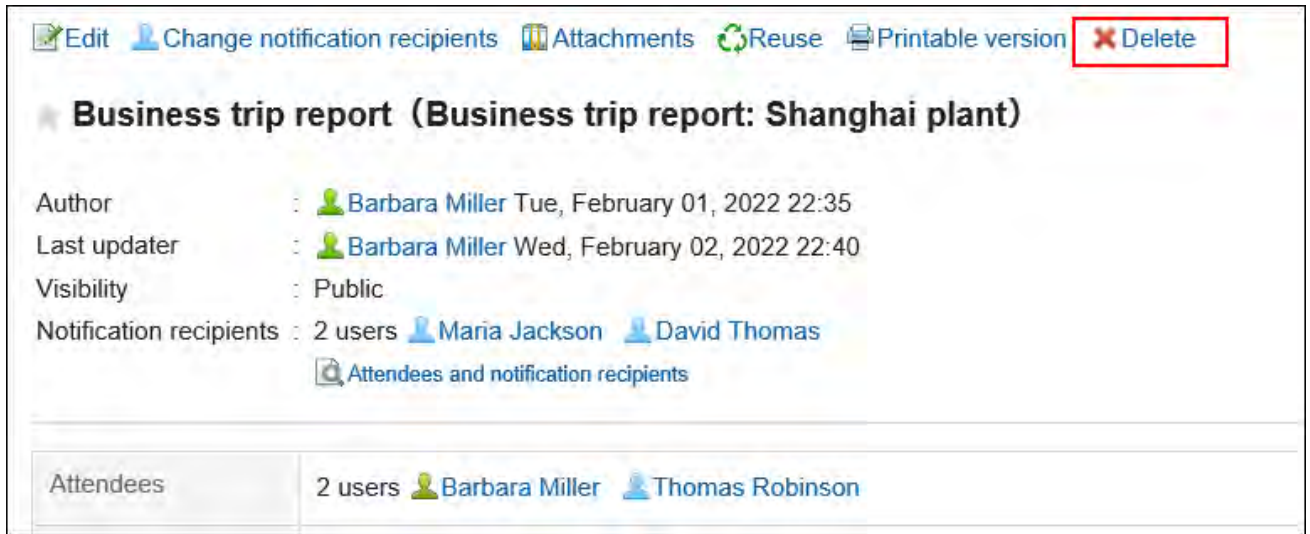 Edit Change notification recipients Attachments Reuse Printable version Delete
Business trip report（Business trip report: Shanghai plant）
Author : Barbara Miller Tue, February 01, 2022 22:35
Last updater : Barbara Miller Wed, February 02, 2022 22:40
Visibility : Public
Notification recipients : 2 users Maria Jackson David Thomas
Attendees and notification recipients
Attendees 2 users Barbara Miller Thomas Robinson